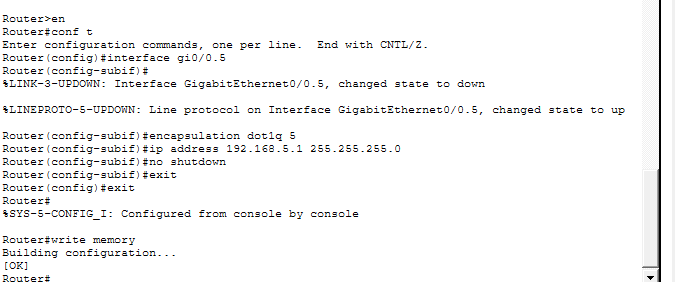 Router>en
Router#conf t
Enter configuration commands, one per line.  End with CNTL/Z.
Router(config)#interface gi0/0.5
Router(config-subif)#
%LINK-3-UPDOWN: Interface GigabitEthernet0/0.5, changed state to down
%LINEPROTO-5-UPDOWN: Line protocol on Interface GigabitEthernet0/0.5, changed state to up
Router(config-subif)#encapsulation dot1q 5
Router(config-subif)#ip address 192.168.5.1 255.255.255.0
Router(config-subif)#no shutdown
Router(config-subif)#exit
Router(config)#exit
Router#
%SYS-5-CONFIG_I: Configured from console by console
Router#write memory
Building configuration...
[OK]
Router#